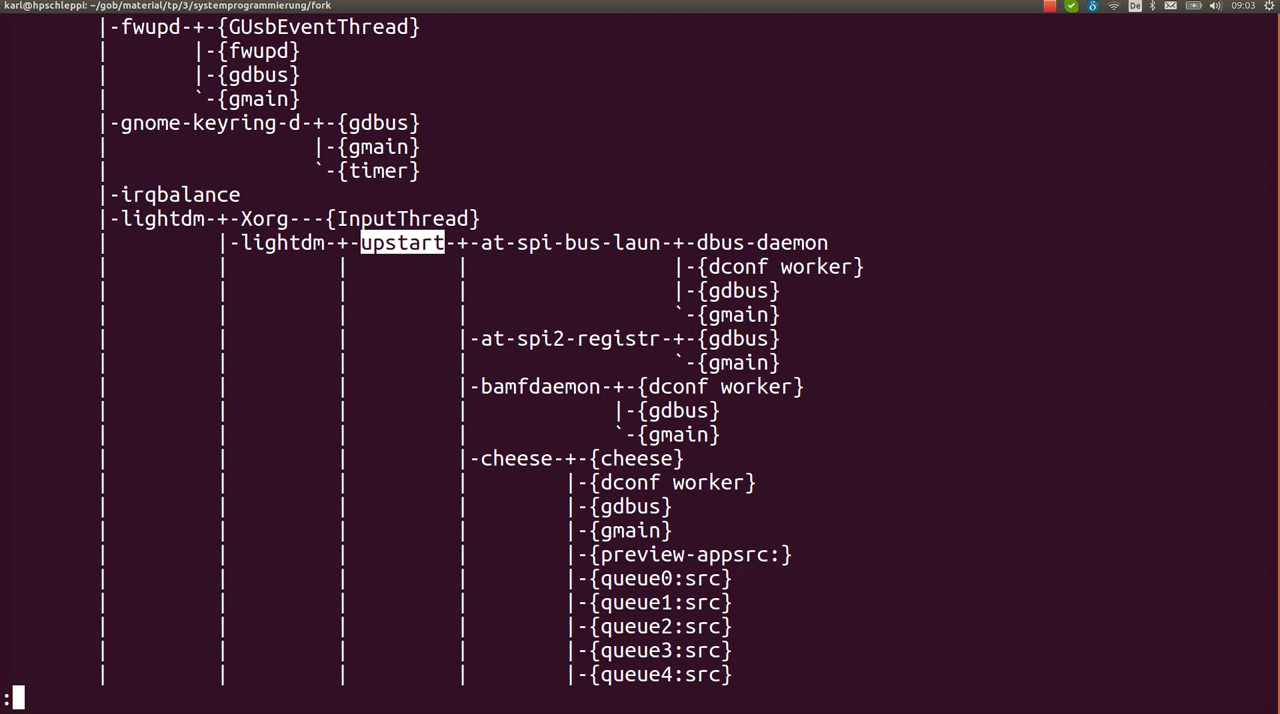 karl@hpschleppi: ~/gob/material/tp/3/systemprogrammierung/fork De 09:03
        |-fwupd-+-{GUsbEventThread}
        |       |-{fwupd}
        |       |-{gdbus}
        |       `-{gmain}
        |-gnome-keyring-d-+-{gdbus}
        |                 |-{gmain}
        |                 `-{timer}
        |-irqbalance
        |-lightdm-+-Xorg---{InputThread}
        |         |-lightdm-+-upstart-+-at-spi-bus-laun-+-dbus-daemon
        |         |         |         |                 |-{dconf worker}
        |         |         |         |                 |-{gdbus}
        |         |         |         |                 `-{gmain}
        |         |         |         |-at-spi2-registr-+-{gdbus}
        |         |         |         |                 `-{gmain}
        |         |         |         |-bamfdaemon-+-{dconf worker}
        |         |         |         |            |-{gdbus}
        |         |         |         |            `-{gmain}
        |         |         |         |-cheese-+-{cheese}
        |         |         |         |        |-{dconf worker}
        |         |         |         |        |-{gdbus}
        |         |         |         |        |-{gmain}
        |         |         |         |        |-{preview-appsrc:}
        |         |         |         |        |-{queue0:src}
        |         |         |         |        |-{queue1:src}
        |         |         |         |        |-{queue2:src}
        |         |         |         |        |-{queue3:src}
        |         |         |         |        |-{queue4:src}
: